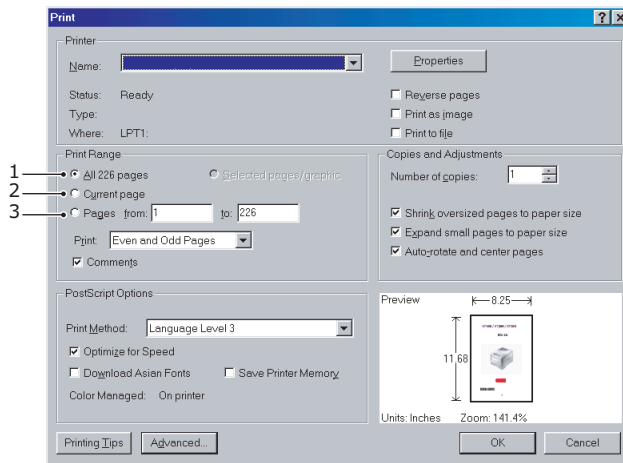 Print
Printer
Name:
Properties
Status: Ready
Type:
Where: LPT1:
Reverse pages
Print as image
Print to file
Print Range
1 All 226 pages
Selected pages/graphic
2 Current page
3 Pages from: 1 to: 226
Print: Even and Odd Pages
Comments
Copies and Adjustments
Number of copies: 1
Shrink oversized pages to paper size
Expand small pages to paper size
Auto-rotate and center pages
PostScript Options
Print Method: Language Level 3
Optimize for Speed
Download Asian Fonts
Save Printer Memory
Color Managed: On printer
Preview
8.25
11.68
Units: Inches Zoom: 141.4%
Printing Tips
Advanced...
OK
Cancel